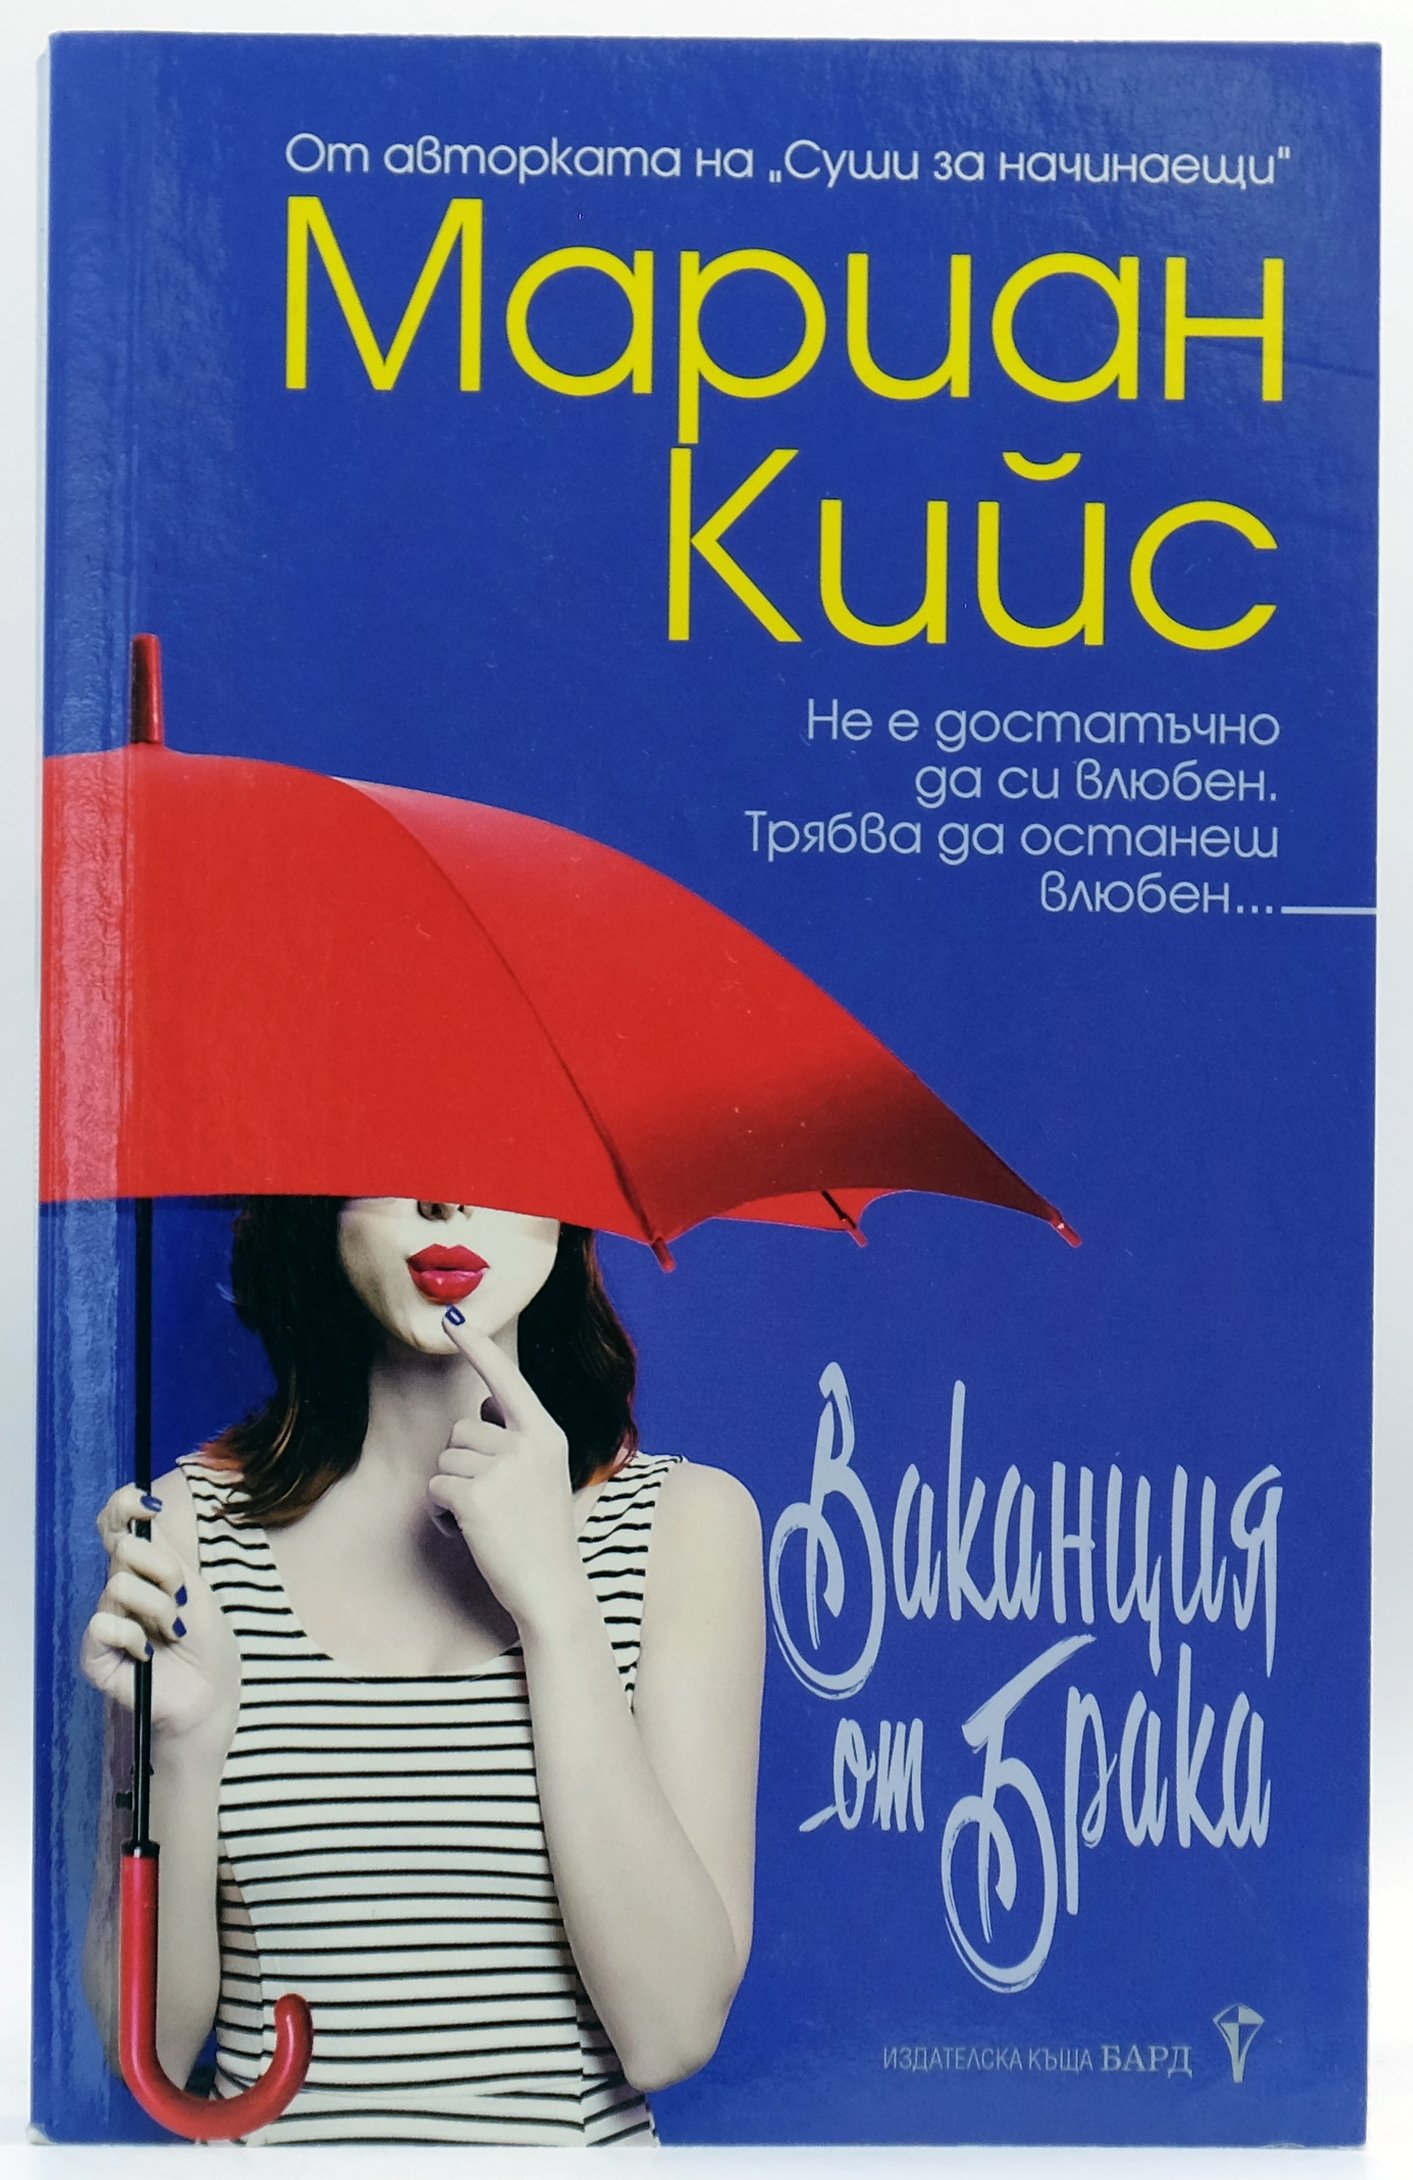 От авторката на „Суши за начинаещи“
Мариан
Кийс
Не е достатъчно
да си влюбен.
Трябва да останеш
влюбен...
Ваканция
от Брака
ИЗДАТЕЛСКА КЪЩА БАРД